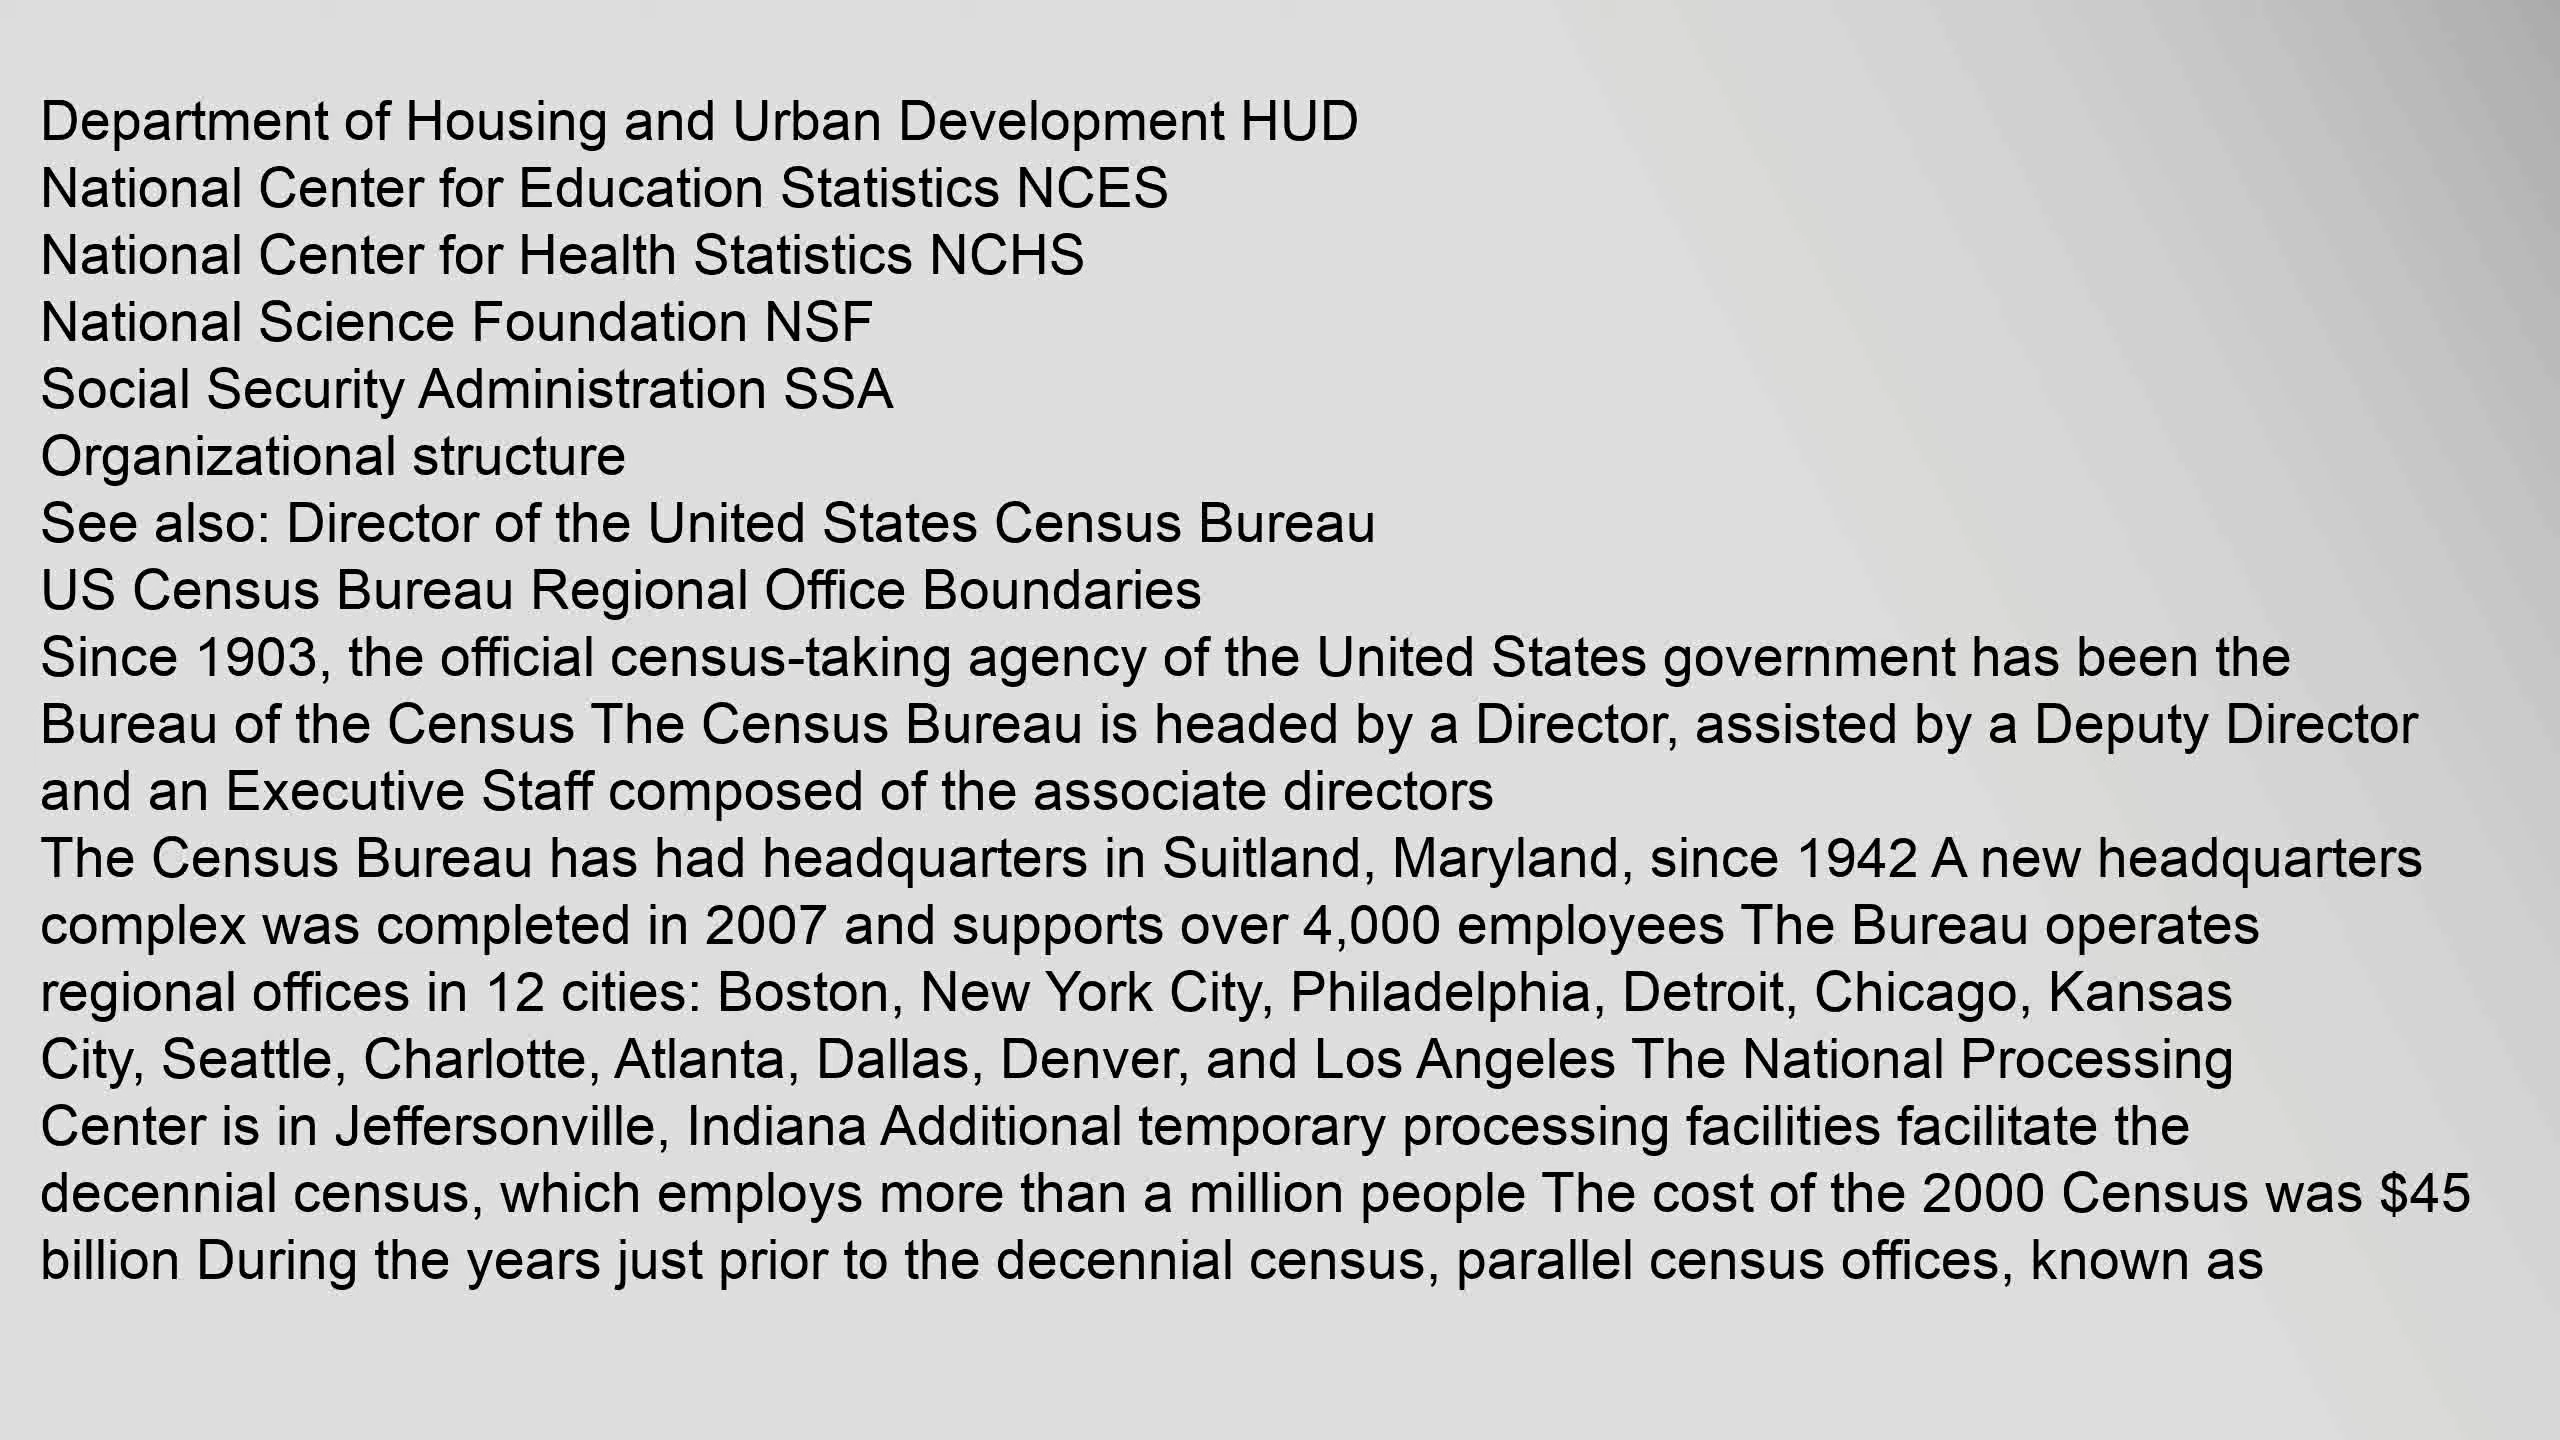 Department of Housing and Urban Development HUD
National Center for Education Statistics NCES
National Center for Health Statistics NCHS
National Science Foundation NSF
Social Security Administration SSA
Organizational structure
See also: Director of the United States Census Bureau
US Census Bureau Regional Office Boundaries
Since 1903, the official census-taking agency of the United States government has been the
Bureau of the Census The Census Bureau is headed by a Director, assisted by a Deputy Director
and an Executive Staff composed of the associate directors
The Census Bureau has had headquarters in Suitland, Maryland, since 1942 A new headquarters
complex was completed in 2007 and supports over 4,000 employees The Bureau operates
regional offices in 12 cities: Boston, New York City, Philadelphia, Detroit, Chicago, Kansas
City, Seattle, Charlotte, Atlanta, Dallas, Denver, and Los Angeles The National Processing
Center is in Jeffersonville, Indiana Additional temporary processing facilities facilitate the
decennial census, which employs more than a million people The cost of the 2000 Census was $45
billion During the years just prior to the decennial census, parallel census offices, known as